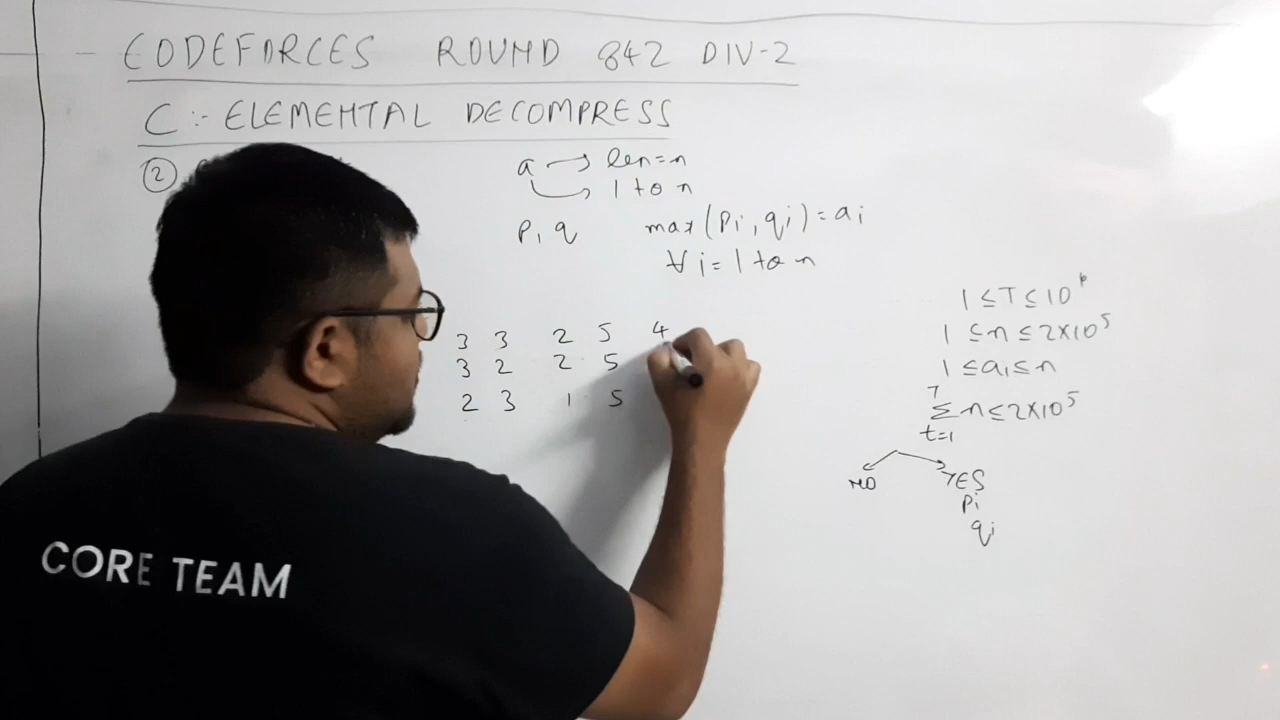 CODEFORCES ROUND 842 DIV-2
C :- ELEMENTAL DECOMPRESS
②
a → len=n
→ 1 to n
p, q max(pi, qi) = ai
∀ i = 1 to n
3 3 2 5 4
3 2 2 5
2 3 1 5
1 ≤ T ≤ 10
1 ≤ n ≤ 2×10⁵
1 ≤ ai ≤ n
T
∑ n ≤ 2×10⁵
t=1
NO YES
pi
qi
CORE TEAM